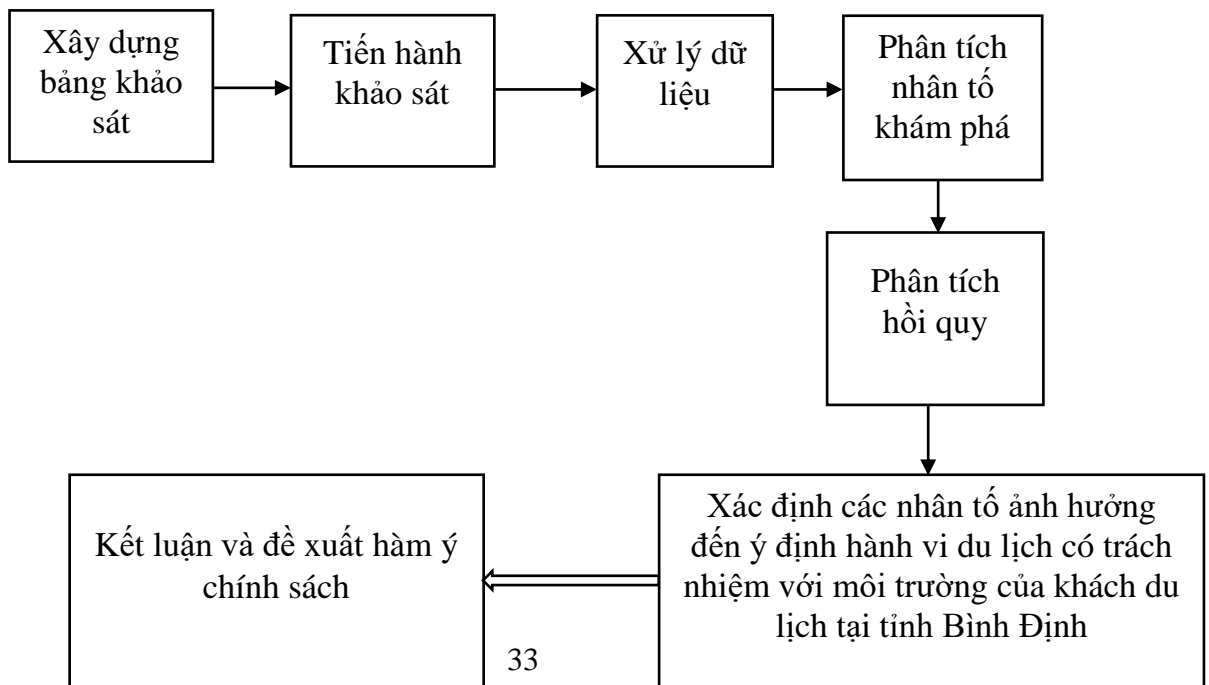 Xây dựng
bảng khảo
sát
Tiến hành
khảo sát
Xử lý dữ
liệu
Phân tích
nhân tố
khám phá
Phân tích
hồi quy
Xác định các nhân tố ảnh hưởng
đến ý định hành vi du lịch có trách
nhiệm với môi trường của khách du
lịch tại tỉnh Bình Định
Kết luận và đề xuất hàm ý
chính sách
33